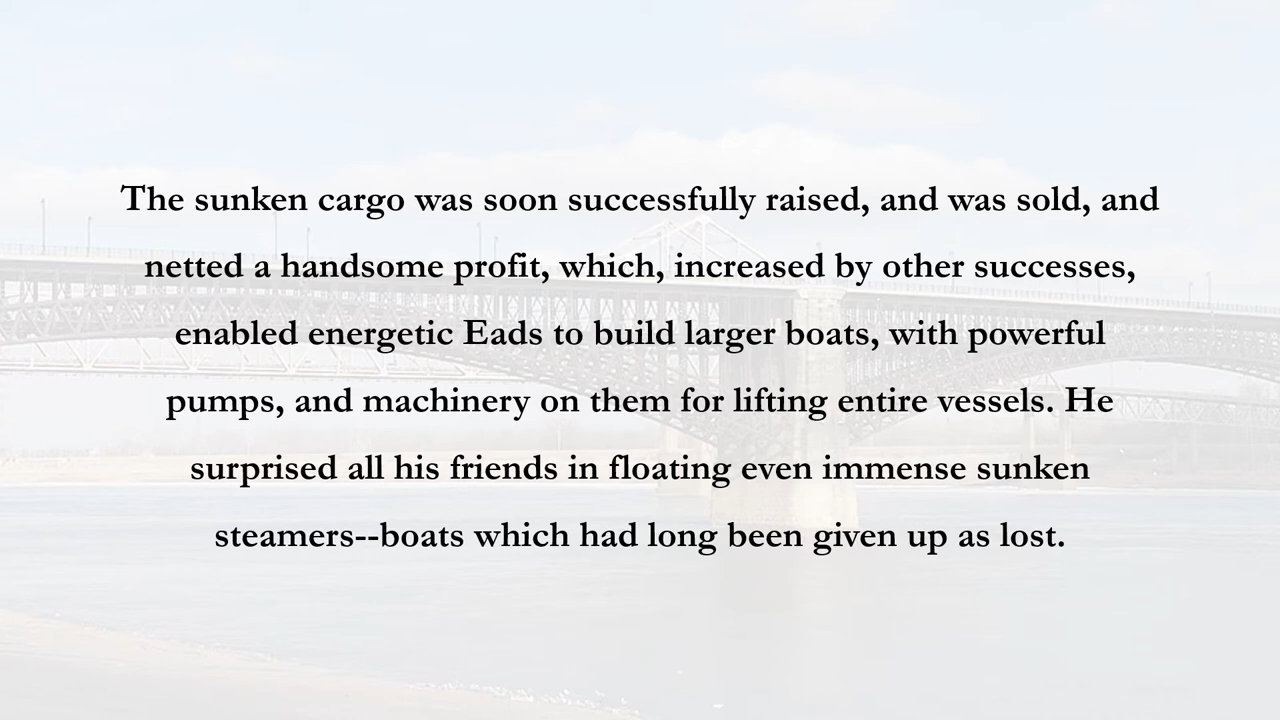 The sunken cargo was soon successfully raised, and was sold, and
netted a handsome profit, which, increased by other successes,
enabled energetic Eads to build larger boats, with powerful
pumps, and machinery on them for lifting entire vessels. He
surprised all his friends in floating even immense sunken
steamers--boats which had long been given up as lost.